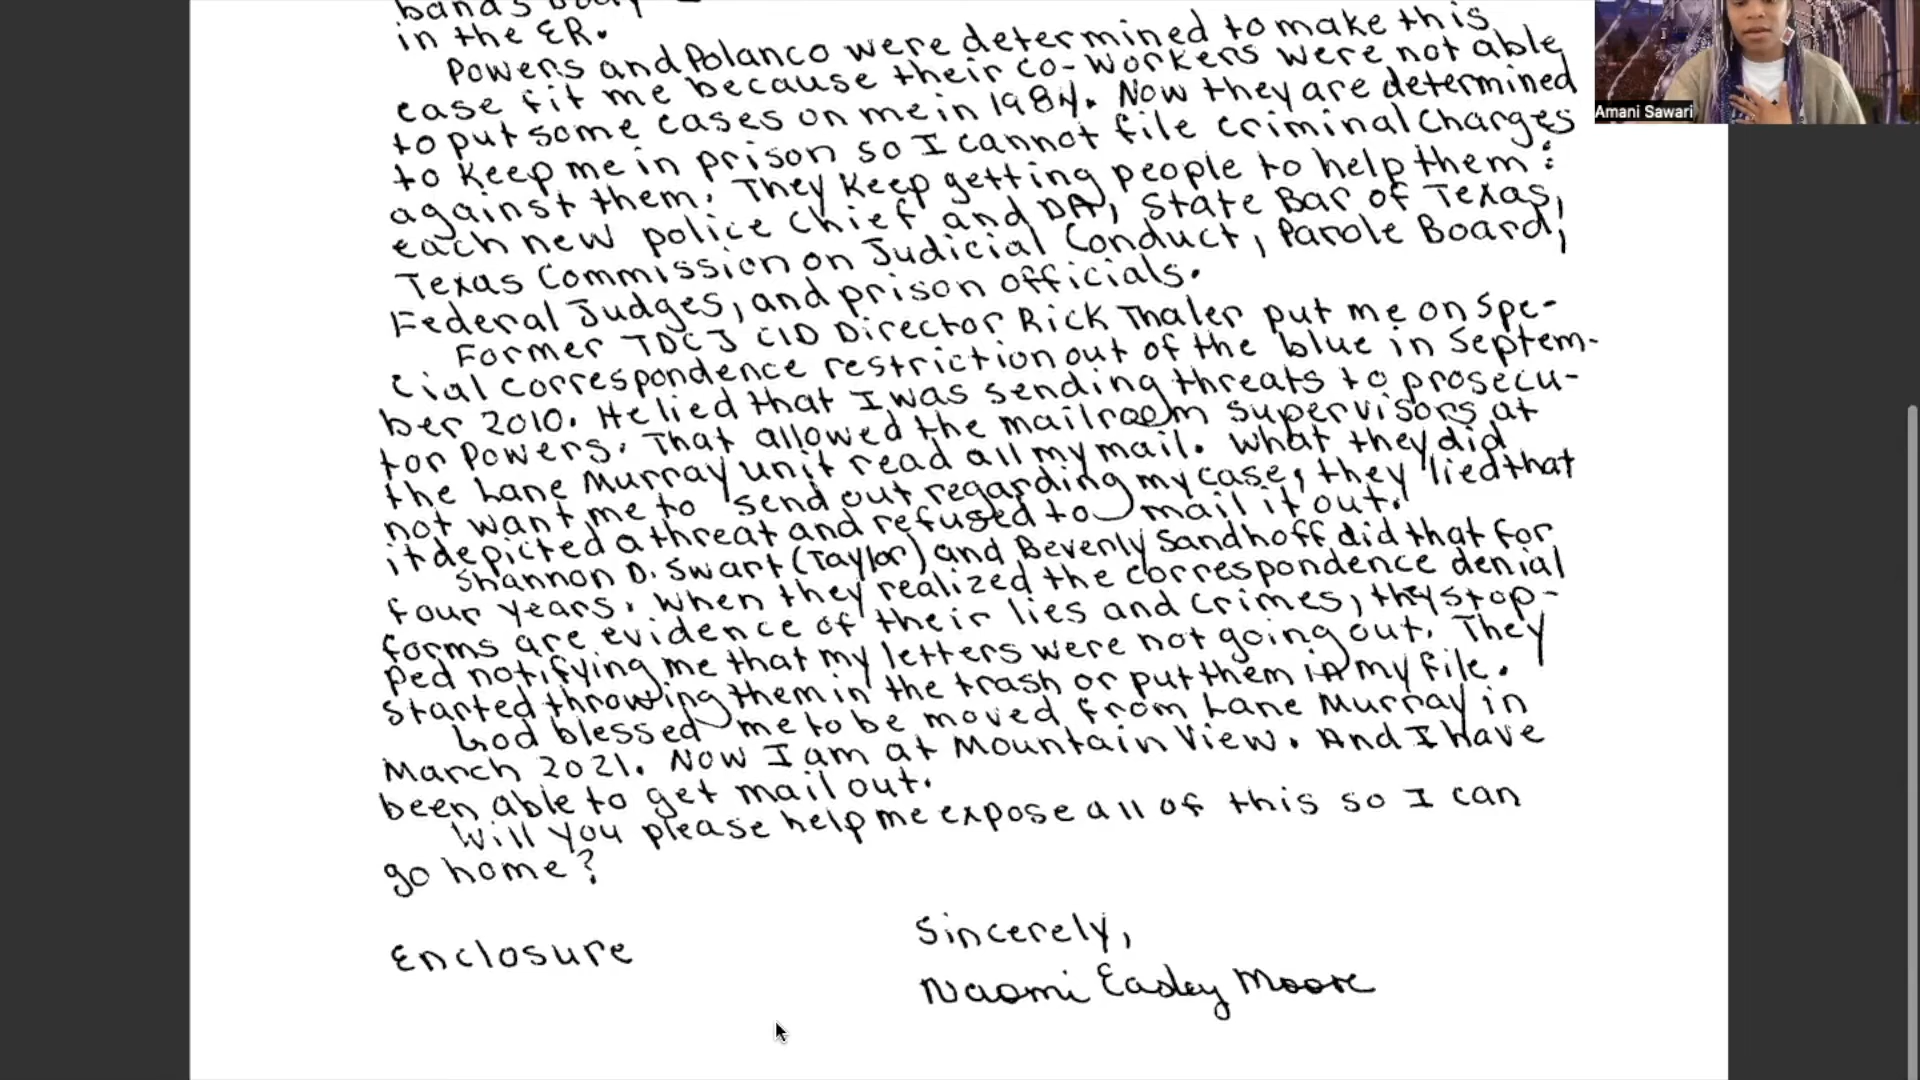 in the ER.
Powers and Polanco were determined to make this
case fit me because their co-workers were not able
to put some cases on me in 1984. Now they are determined
to keep me in prison so I cannot file criminal charges
against them. They keep getting people to help them:
each new police chief and DA, State Bar of Texas,
Texas Commission on Judicial Conduct, Parole Board,
Federal Judges, and prison officials.
Former TDCJ CID Director Rick Thaler put me on Spe-
cial correspondence restriction out of the blue in Septem-
ber 2010. He lied that I was sending threats to prosecu-
tor Powers. That allowed the mailroom supervisors at
the Lane Murray unit read all my mail. What they did
not want me to send out regarding my case, they lied that
it depicted a threat and refused to mail it out.
Shannon D. Swart (Taylor) and Beverly Sandhoff did that for
four years. When they realized the correspondence denial
forms are evidence of their lies and crimes, they stop-
ped notifying me that my letters were not going out. They
started throwing them in the trash or put them in my file.
God blessed me to be moved from Lane Murray in
March 2021. Now I am at Mountain View. And I have
been able to get mail out.
Will you please help me expose all of this so I can
go home?
Sincerely,
Enclosure
Naomi Easley Moore
Amani Sawari